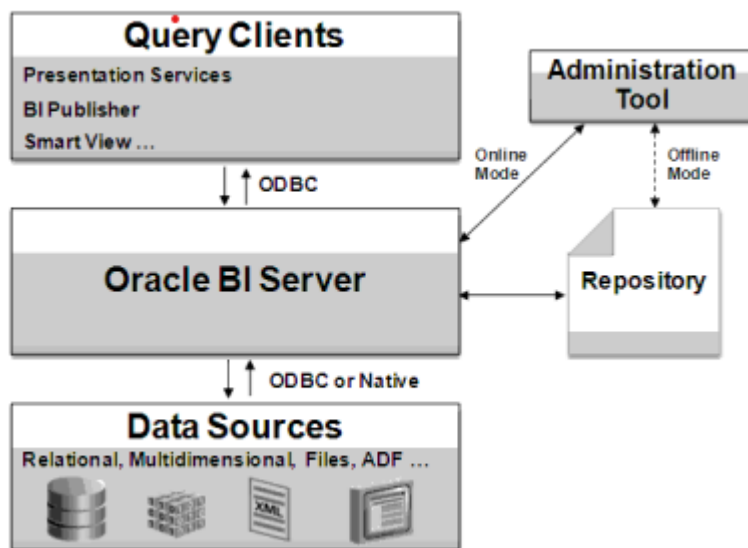 Query Clients
Presentation Services
BI Publisher
Smart View ...
Administration
Tool
Online
Mode
Offline
Mode
ODBC
Oracle BI Server
Repository
ODBC or Native
Data Sources
Relational, Multidimensional, Files, ADF ...
XML